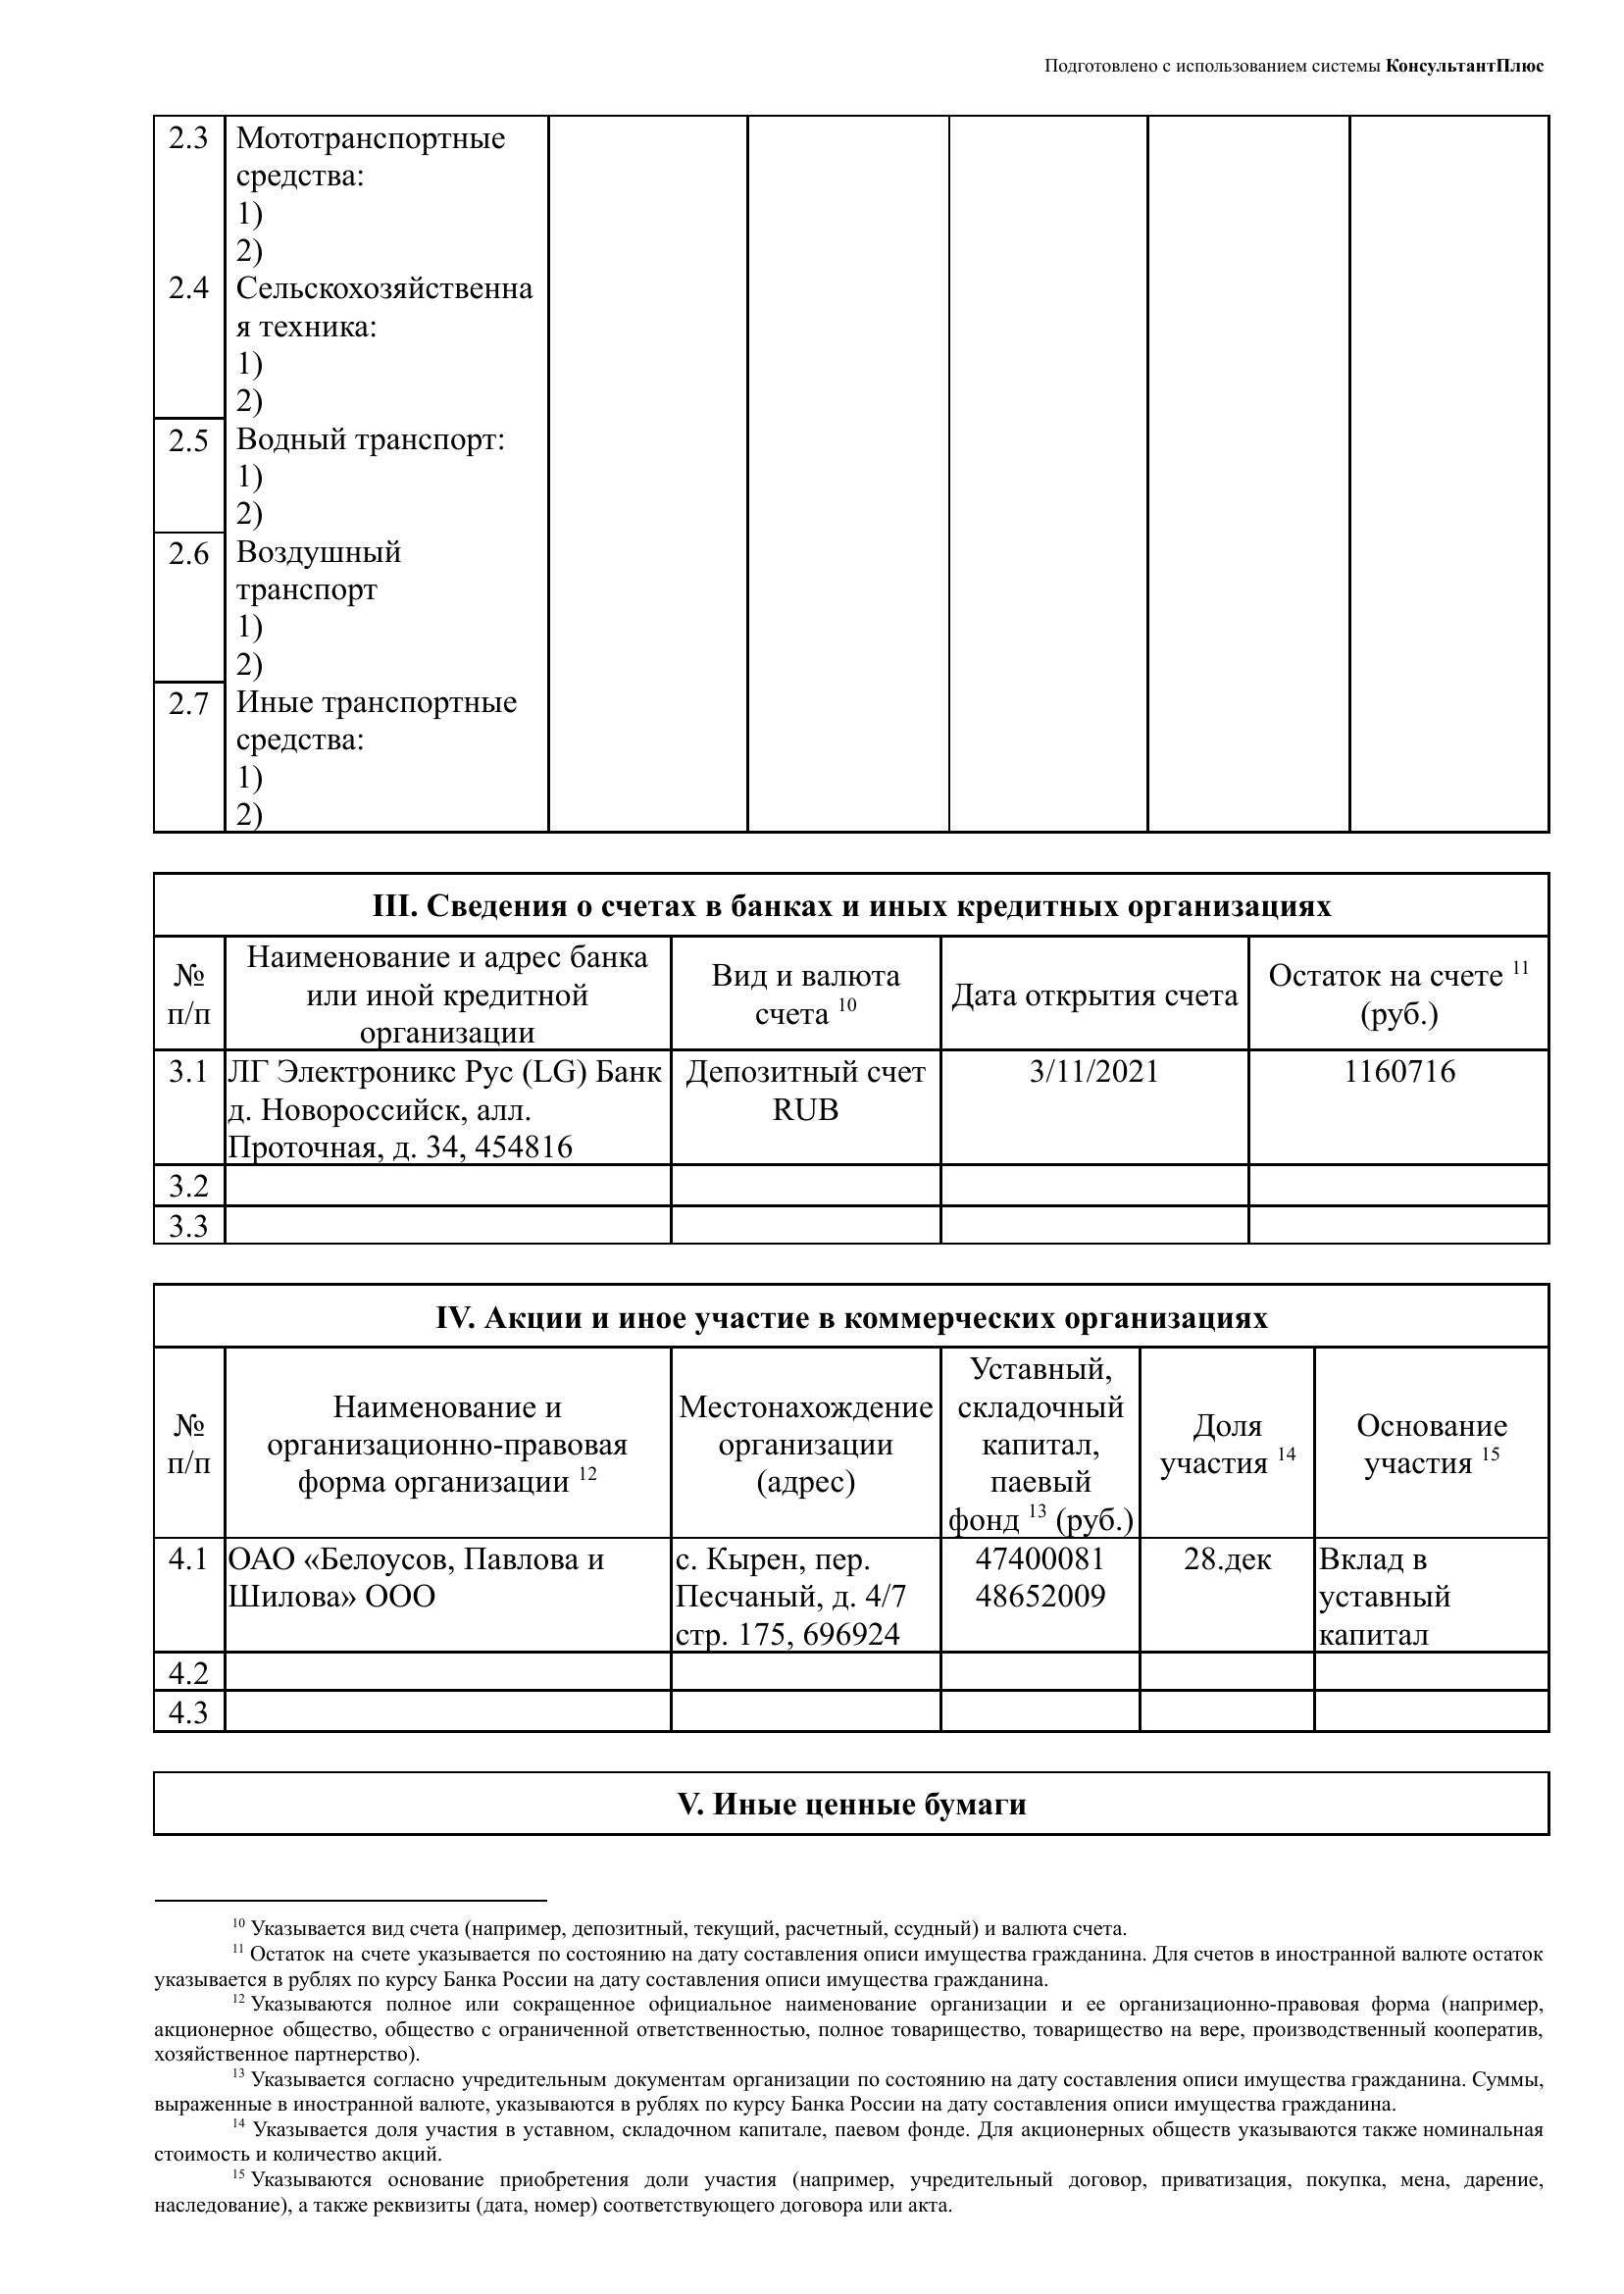 Подготовлено с использованием системы КонсультантПлюс
2.3 Мототранспортные
средства:
1)
2)
2.4 Сельскохозяйственна
я техника:
1)
2)
2.5 Водный транспорт:
1)
2)
2.6 Воздушный
транспорт
1)
2)
2.7 Иные транспортные
средства:
1)
2)
III. Сведения о счетах в банках и иных кредитных организациях
№
п/п
Наименование и адрес банка
или иной кредитной
организации
Вид и валюта
счета 10
Дата открытия счета
Остаток на счете 11
(руб.)
3.1
ЛГ Электроникс Рус (LG) Банк
д. Новороссийск, алл.
Проточная, д. 34, 454816
Депозитный счет
RUB
3/11/2021
1160716
3.2
3.3
IV. Акции и иное участие в коммерческих организациях
№
п/п
Наименование и
организационно-правовая
форма организации 12
Местонахождение
организации
(адрес)
Уставный,
складочный
капитал,
паевый
фонд 13 (руб.)
Доля
участия 14
Основание
участия 15
4.1
ОАО «Белоусов, Павлова и
Шилова» ООО
с. Кырен, пер.
Песчаный, д. 4/7
стр. 175, 696924
47400081
48652009
28.дек
Вклад в
уставный
капитал
4.2
4.3
V. Иные ценные бумаги
10 Указывается вид счета (например, депозитный, текущий, расчетный, ссудный) и валюта счета.
11 Остаток на счете указывается по состоянию на дату составления описи имущества гражданина. Для счетов в иностранной валюте остаток
указывается в рублях по курсу Банка России на дату составления описи имущества гражданина.
12 Указываются полное или сокращенное официальное наименование организации и ее организационно-правовая форма (например,
акционерное общество, общество с ограниченной ответственностью, полное товарищество, товарищество на вере, производственный кооператив,
хозяйственное партнерство).
13 Указывается согласно учредительным документам организации по состоянию на дату составления описи имущества гражданина. Суммы,
выраженные в иностранной валюте, указываются в рублях по курсу Банка России на дату составления описи имущества гражданина.
14 Указывается доля участия в уставном, складочном капитале, паевом фонде. Для акционерных обществ указываются также номинальная
стоимость и количество акций.
15 Указываются основание приобретения доли участия (например, учредительный договор, приватизация, покупка, мена, дарение,
наследование), а также реквизиты (дата, номер) соответствующего договора или акта.